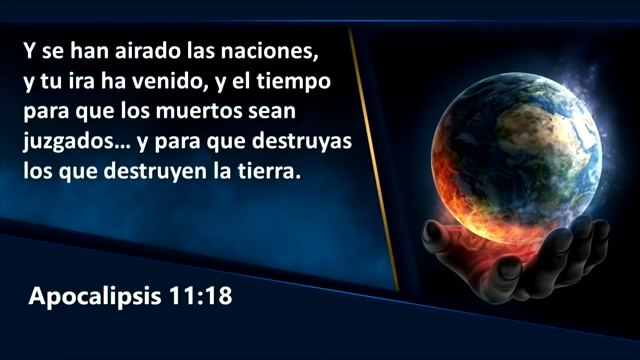 Y se han airado las naciones,
y tu ira ha venido, y el tiempo
para que los muertos sean
juzgados... y para que destruyas
los que destruyen la tierra.
Apocalipsis 11:18